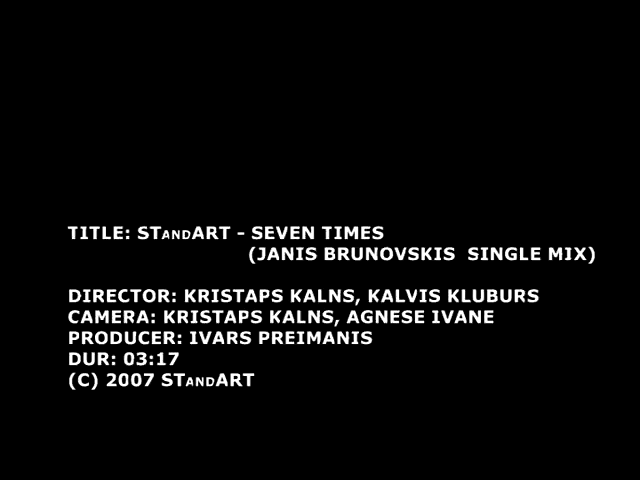 TITLE: STANDART - SEVEN TIMES
(JANIS BRUNOVSKIS SINGLE MIX)
DIRECTOR: KRISTAPS KALNS, KALVIS KLUBURS
CAMERA: KRISTAPS KALNS, AGNESE IVANE
PRODUCER: IVARS PREIMANIS
DUR: 03:17
(C) 2007 STANDART